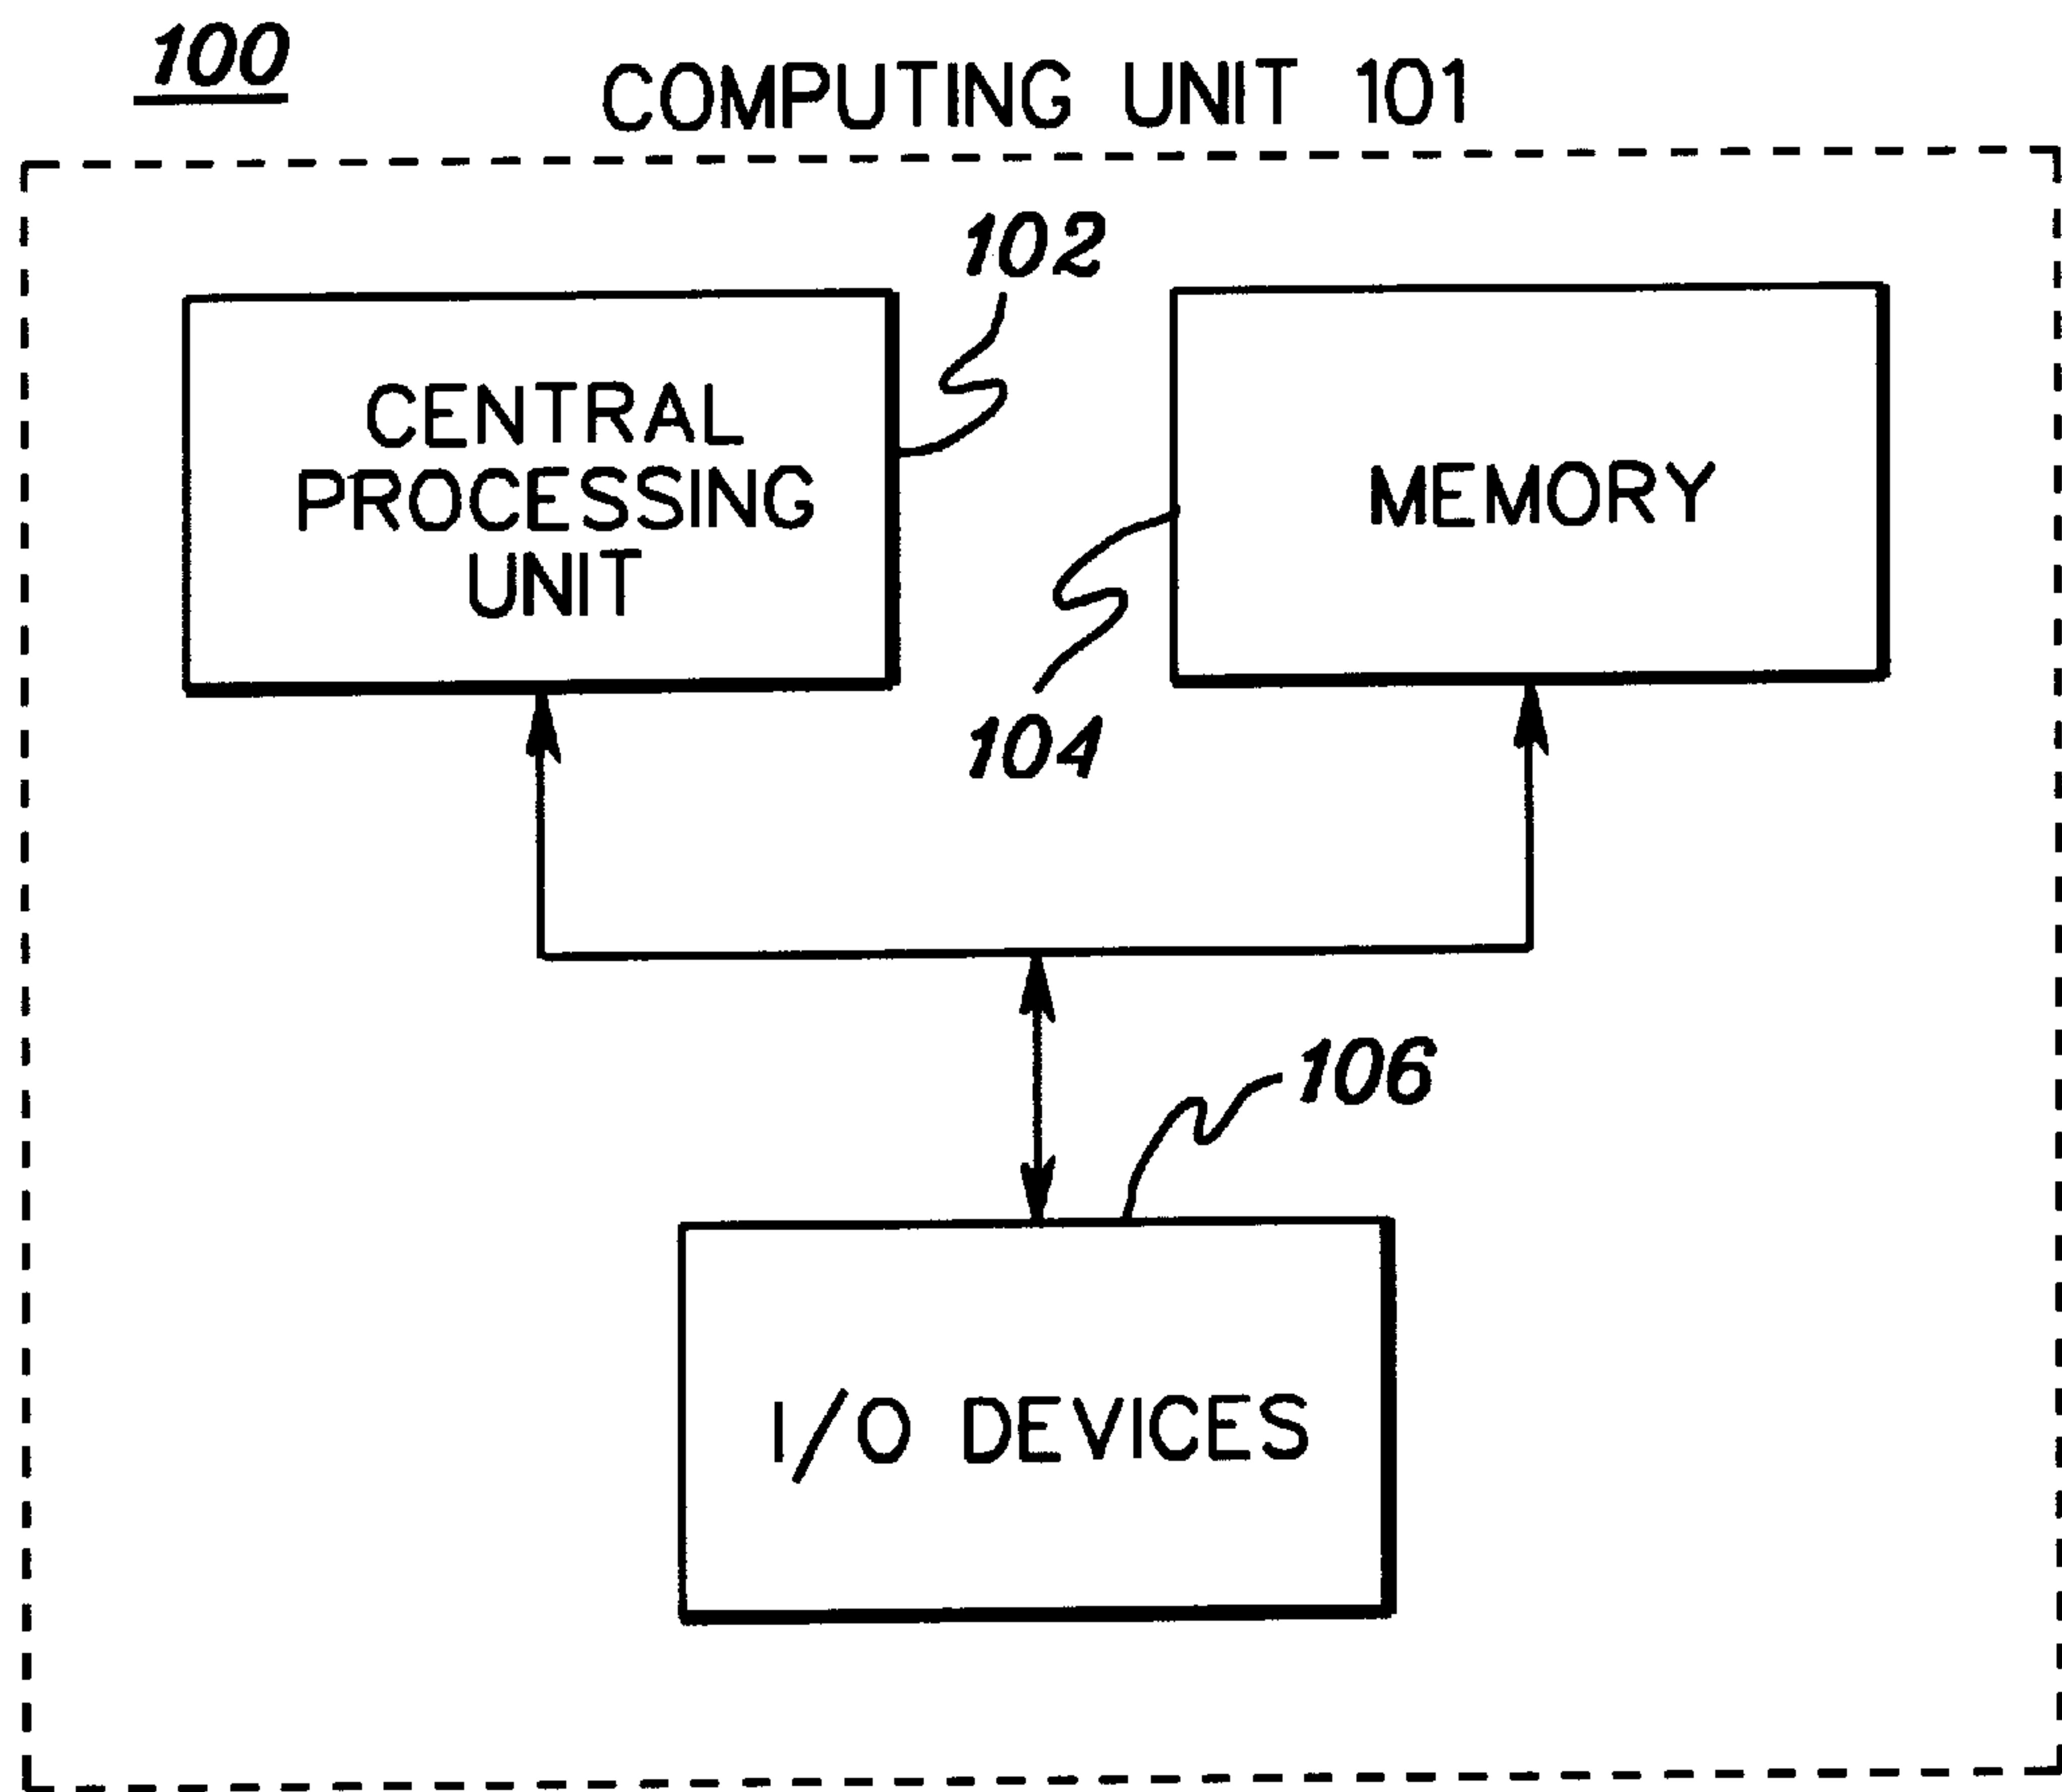 100
COMPUTING UNIT 101
102
CENTRAL
PROCESSING
UNIT
MEMORY
104
106
I/O DEVICES